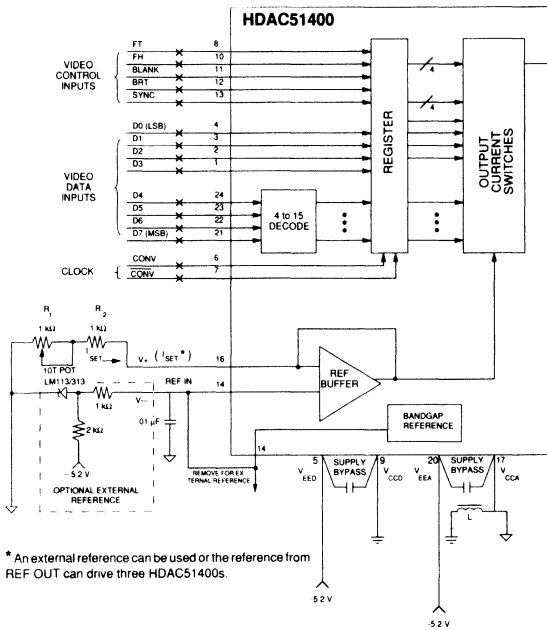 HDAC51400
VIDEO CONTROL INPUTS
FT 8
FH 10
BLANK 11
BRT 12
SYNC 13
4
4
VIDEO DATA INPUTS
D0 (LSB) 4
D1 3
D2 2
D3 1
D4 24
D5 23
D6 22
D7 (MSB) 21
4 to 15 DECODE
REGISTER
OUTPUT CURRENT SWITCHES
CLOCK
CONV 6
CONV 7
R1
1 kΩ
R2
1 kΩ
10T POT
ISET
V+ (ISET*)
16
LM113/313
1 kΩ
V—
REF IN
14
2 kΩ
-5.2 V
OPTIONAL EXTERNAL REFERENCE
.01 µF
REF BUFFER
BANDGAP REFERENCE
14
REMOVE FOR EX
TERNAL REFERENCE
5 SUPPLY BYPASS 9
VEED
VCCD
20 SUPPLY BYPASS 17
VEEA
VCCA
L
-5.2 V
-5.2 V
* An external reference can be used or the reference from
REF OUT can drive three HDAC51400s.